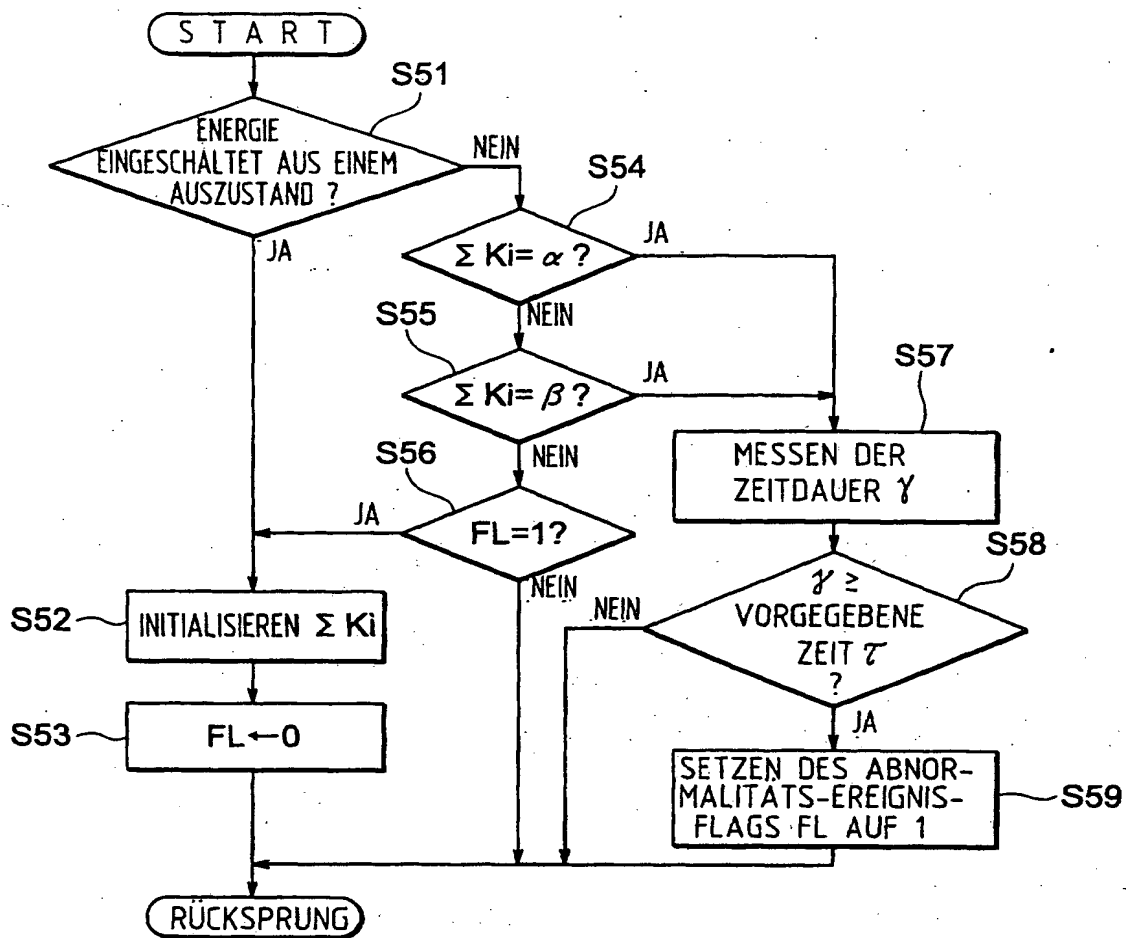 START
S51
ENERGIE
EINGESCHALTET AUS EINEM
AUSZUSTAND ?
NEIN
JA
S54
Σ Ki= α ?
JA
NEIN
S55
Σ Ki= β ?
JA
NEIN
S57
MESSEN DER
ZEITDAUER γ
S56
FL=1?
JA
NEIN
S58
γ ≥
VORGEGEBENE
ZEIT τ
?
NEIN
JA
S52
INITIALISIEREN Σ Ki
S53
FL←0
SETZEN DES ABNOR-
MALITÄTS-EREIGNIS-
FLAGS FL AUF 1
S59
RÜCKSPRUNG